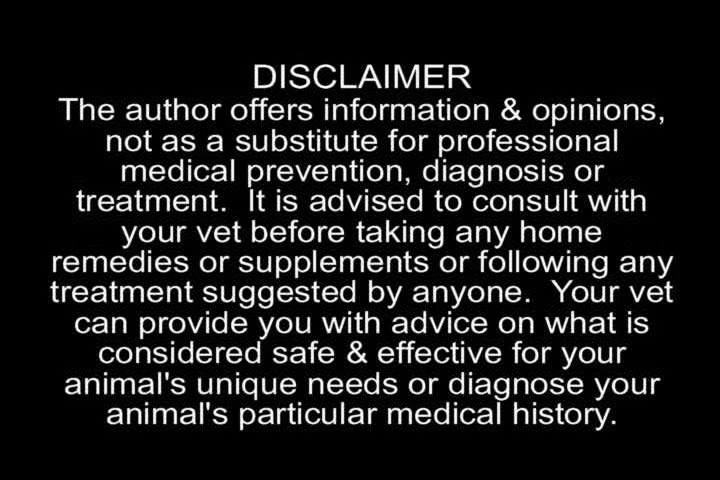 DISCLAIMER
The author offers information & opinions,
not as a substitute for professional
medical prevention, diagnosis or
treatment.  It is advised to consult with
your vet before taking any home
remedies or supplements or following any
treatment suggested by anyone.  Your vet
can provide you with advice on what is
considered safe & effective for your
animal's unique needs or diagnose your
animal's particular medical history.